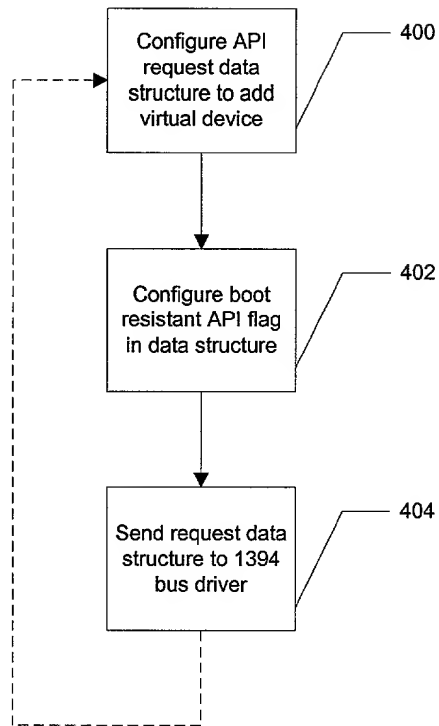 Configure API
request data
structure to add
virtual device
400
Configure boot
resistant API flag
in data structure
402
Send request data
structure to 1394
bus driver
404